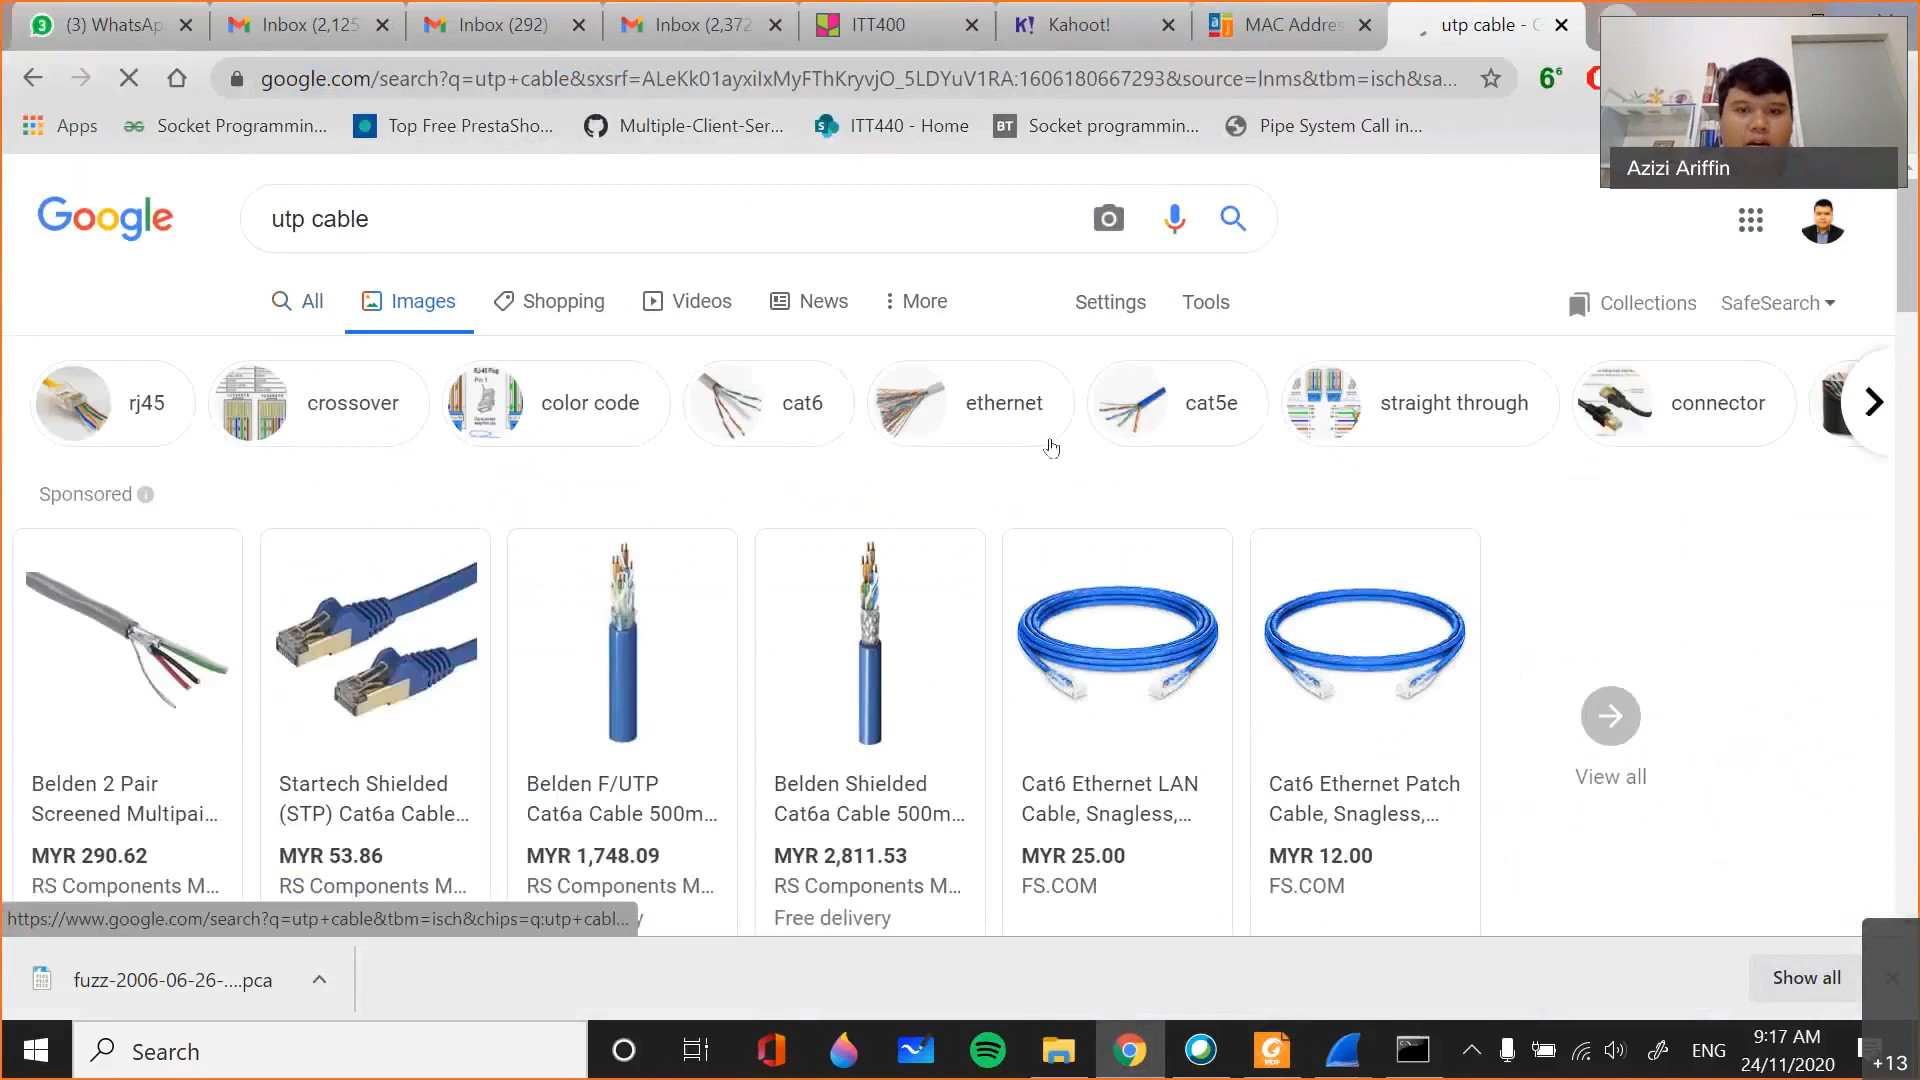 (3) WhatsAp
Inbox (2,125
Inbox (292)
Inbox (2,372
ITT400
Kahoot!
MAC Addres
utp cable - G
google.com/search?q=utp+cable&sxsrf=ALeKk01ayxiIxMyFThKryvjO_5LDYuV1RA:1606180667293&source=lnms&tbm=isch&sa...
6⁶
Apps
Socket Programmin...
Top Free PrestaSho...
Multiple-Client-Ser...
ITT440 - Home
BT
Socket programmin...
Pipe System Call in...
Azizi Ariffin
Google
utp cable
All
Images
Shopping
Videos
News
More
Settings
Tools
Collections
SafeSearch
rj45
crossover
color code
cat6
ethernet
cat5e
straight through
connector
Sponsored
Belden 2 Pair
Screened Multipai...
MYR 290.62
RS Components M...
Startech Shielded
(STP) Cat6a Cable...
MYR 53.86
RS Components M...
Belden F/UTP
Cat6a Cable 500m...
MYR 1,748.09
RS Components M...
Belden Shielded
Cat6a Cable 500m...
MYR 2,811.53
RS Components M...
Free delivery
Cat6 Ethernet LAN
Cable, Snagless,...
MYR 25.00
FS.COM
Cat6 Ethernet Patch
Cable, Snagless,...
MYR 12.00
FS.COM
View all
https://www.google.com/search?q=utp+cable&tbm=isch&chips=q:utp+cabl...
fuzz-2006-06-26-....pca
Show all
Search
ENG
9:17 AM
24/11/2020
+13